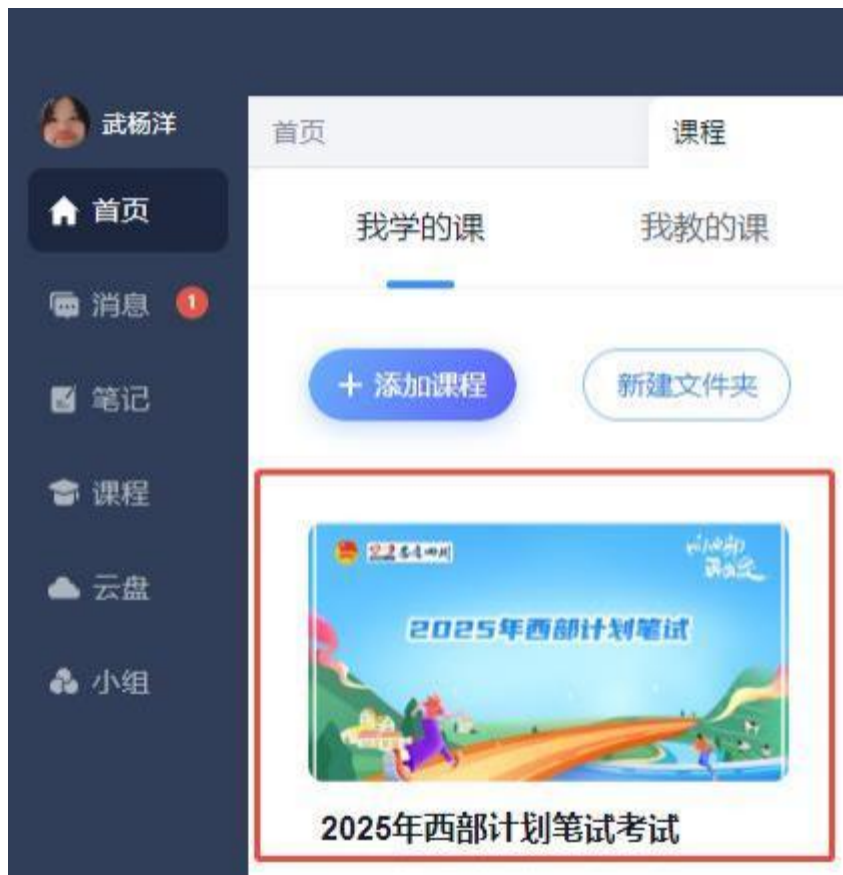 武杨洋
首页 课程
首页
我学的课 我教的课
消息 1
+ 添加课程 新建文件夹
笔记
课程
云盘
2025年西部计划笔试
小组
2025年西部计划笔试考试